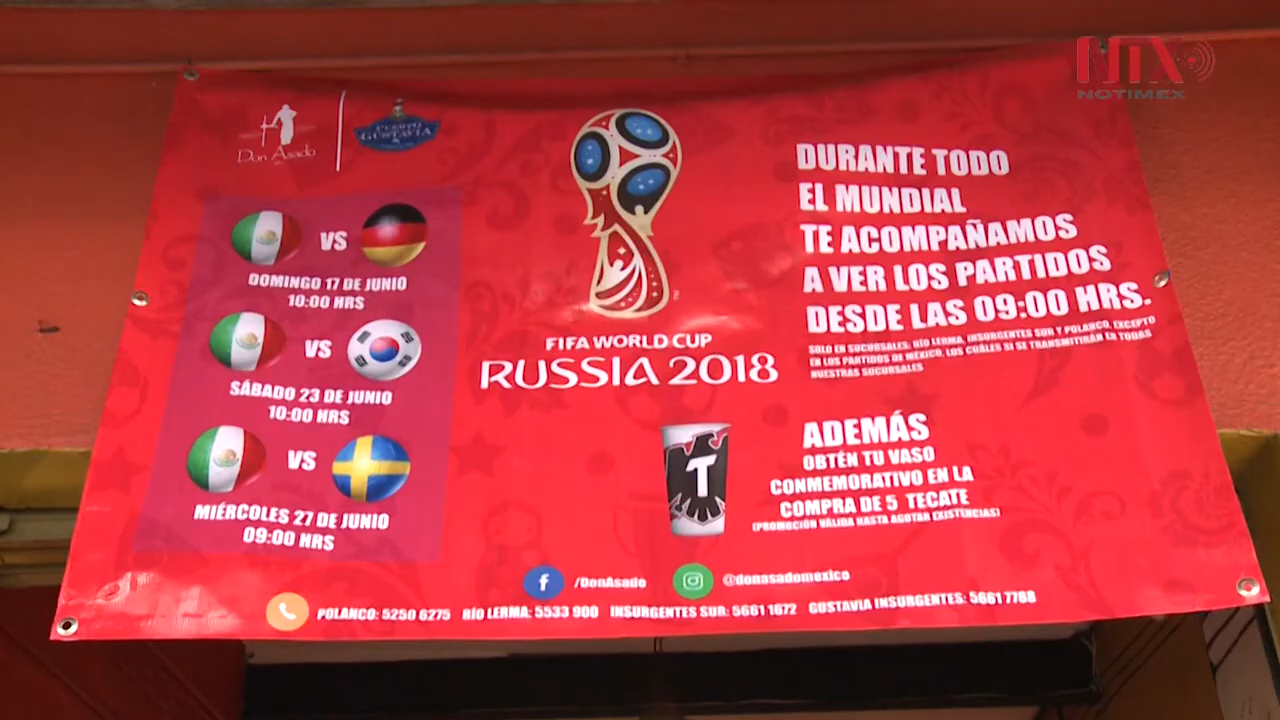 NTX
NOTIMEX
Don Asado
PUERTO
GUSTAVIA
VS
DOMINGO 17 DE JUNIO
10:00 HRS
VS
SÁBADO 23 DE JUNIO
10:00 HRS
VS
MIÉRCOLES 27 DE JUNIO
09:00 HRS
FIFA WORLD CUP
RUSSIA 2018
DURANTE TODO
EL MUNDIAL
TE ACOMPAÑAMOS
A VER LOS PARTIDOS
DESDE LAS 09:00 HRS.
SOLO EN SUCURSALES: RÍO LERMA, INSURGENTES SUR Y POLANCO, EXCEPTO
EN LOS PARTIDOS DE MÉXICO, LOS CUÁLES SI SE TRANSMITIRÁN EN TODAS
NUESTRAS SUCURSALES
T
ADEMÁS
OBTÉN TU VASO
CONMEMORATIVO EN LA
COMPRA DE 5 TECATE
(PROMOCIÓN VÁLIDA HASTA AGOTAR EXISTENCIAS)
/DonAsado @donasadomexico
POLANCO: 5250 6275 RÍO LERMA: 5533 900 INSURGENTES SUR: 5661 1672 GUSTAVIA INSURGENTES: 5661 7788